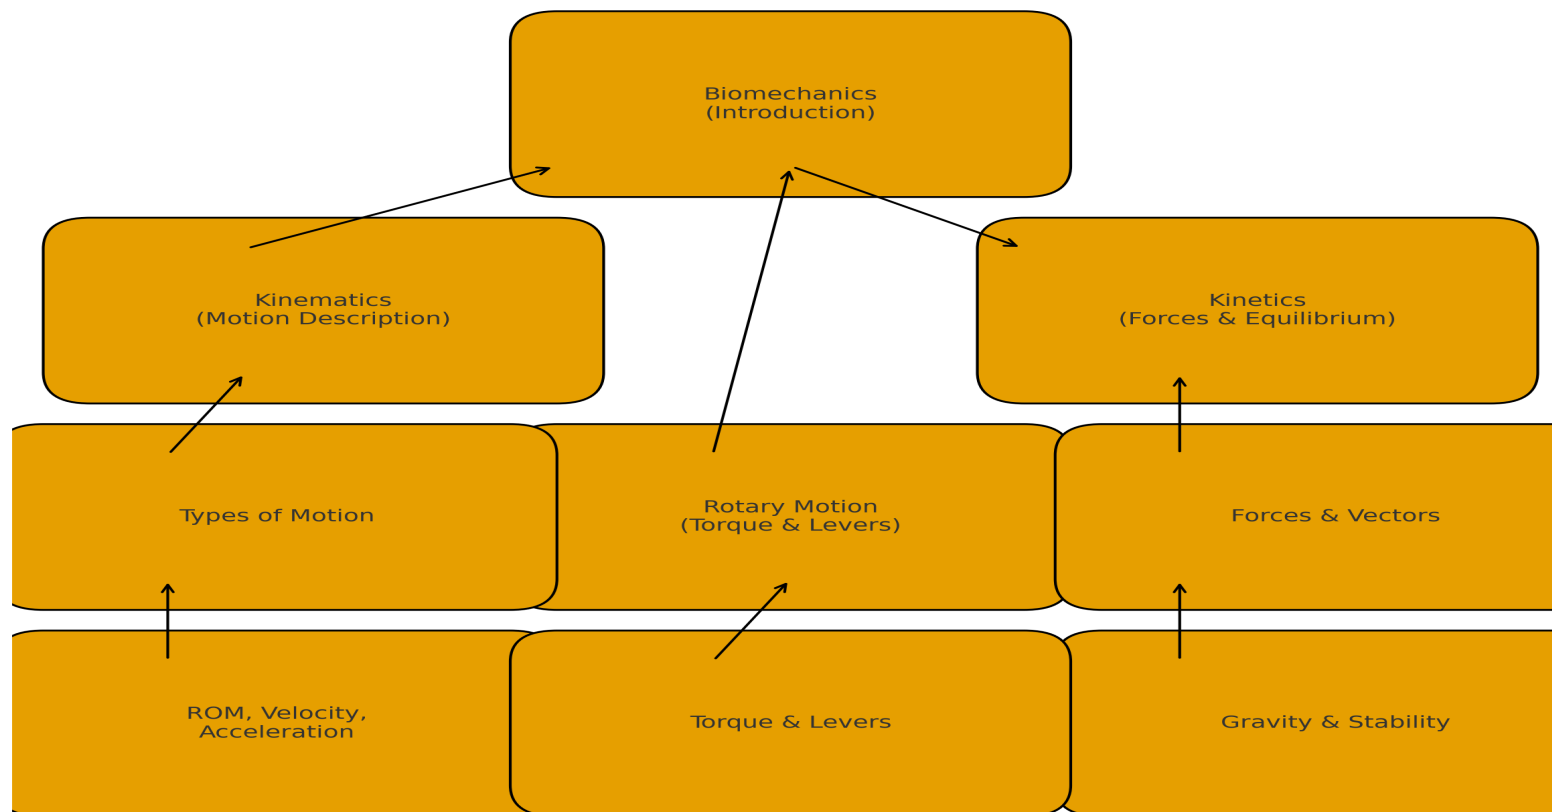 Biomechanics
(Introduction)
Kinematics
(Motion Description)
Kinetics
(Forces & Equilibrium)
Types of Motion
Rotary Motion
(Torque & Levers)
Forces & Vectors
ROM, Velocity,
Acceleration
Torque & Levers
Gravity & Stability